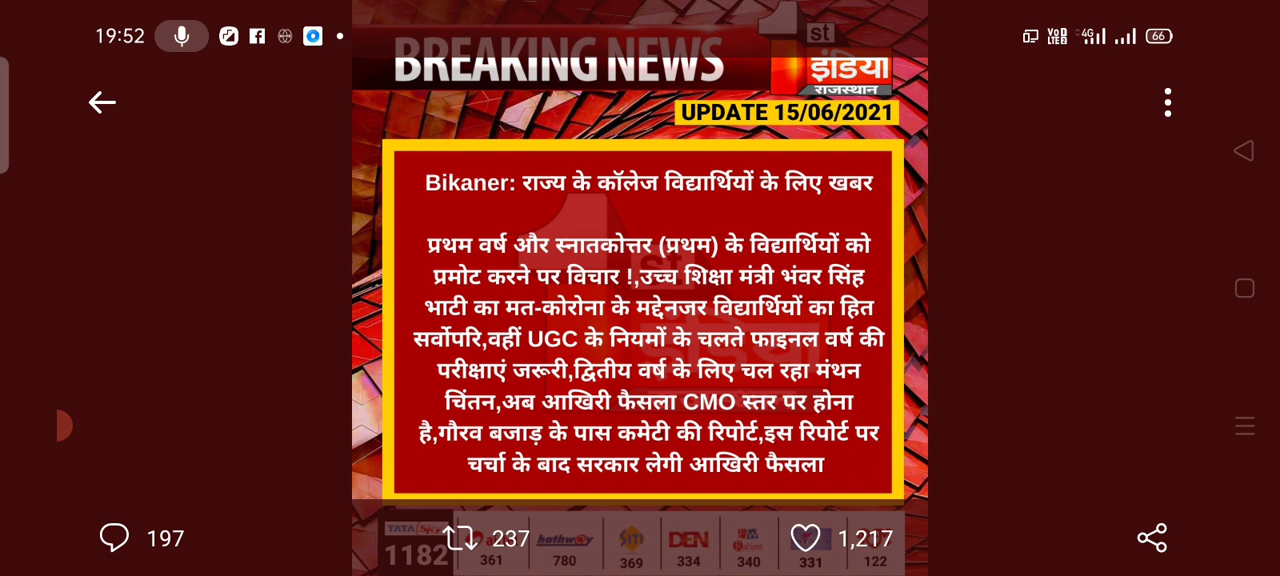 19:52
4G
66
BREAKING NEWS
1st
इंडिया
राजस्थान
UPDATE 15/06/2021
Bikaner: राज्य के कॉलेज विद्यार्थियों के लिए खबर
प्रथम वर्ष और स्नातकोत्तर (प्रथम) के विद्यार्थियों को
प्रमोट करने पर विचार !,उच्च शिक्षा मंत्री भंवर सिंह
भाटी का मत-कोरोना के मद्देनजर विद्यार्थियों का हित
सर्वोपरि,वहीं UGC के नियमों के चलते फाइनल वर्ष की
परीक्षाएं जरूरी,द्वितीय वर्ष के लिए चल रहा मंथन
चिंतन,अब आखिरी फैसला CMO स्तर पर होना
है,गौरव बजाड़ के पास कमेटी की रिपोर्ट,इस रिपोर्ट पर
चर्चा के बाद सरकार लेगी आखिरी फैसला
197
237
1,217
TATA Sky hathway SITI DEN
1182 361 780 369 334 340 331 122